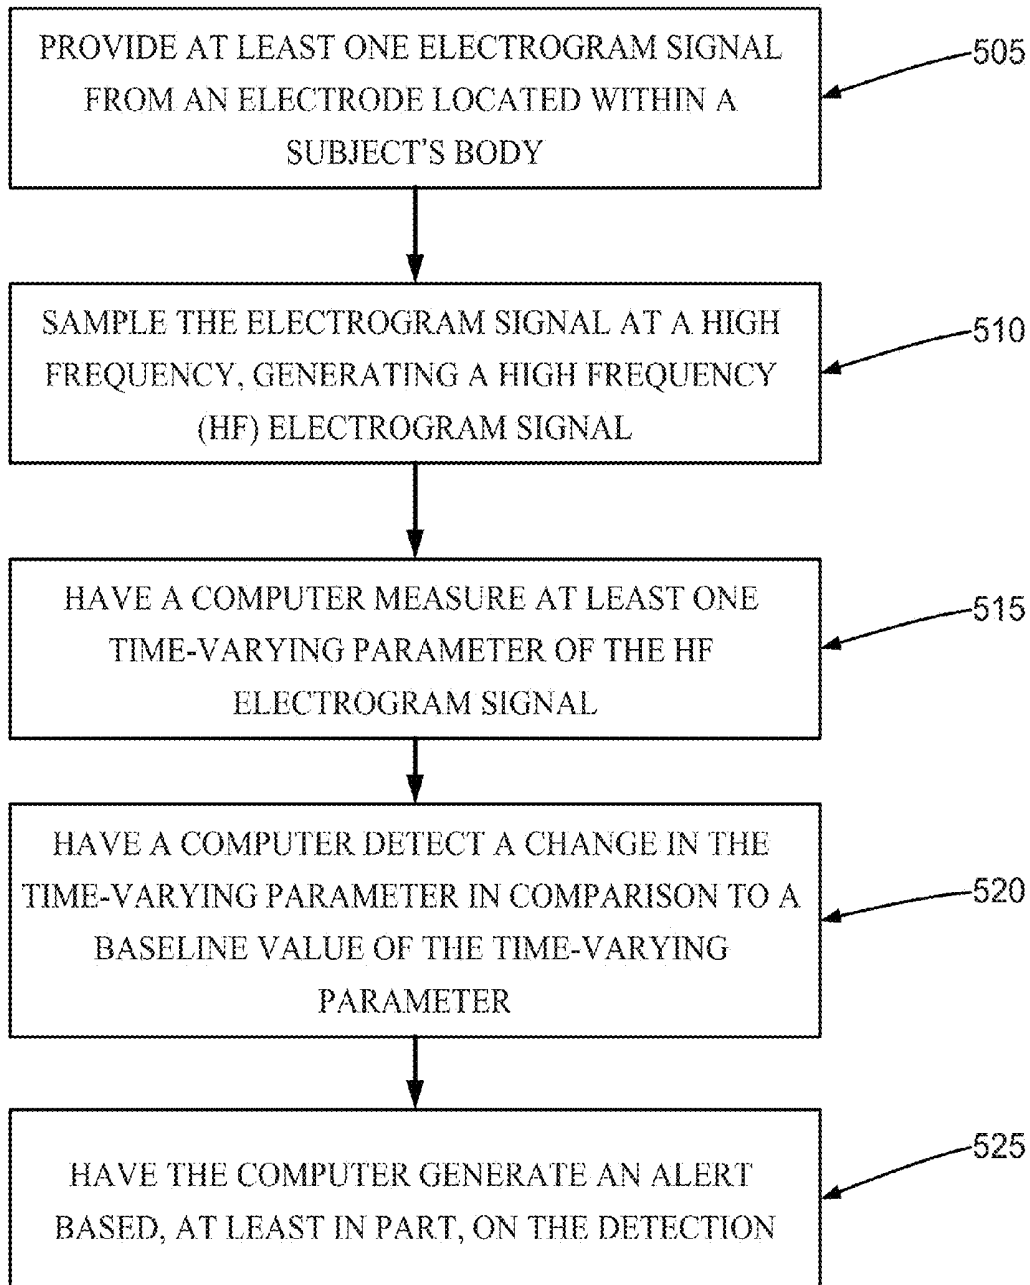 PROVIDE AT LEAST ONE ELECTROGRAM SIGNAL
FROM AN ELECTRODE LOCATED WITHIN A
SUBJECT'S BODY
505
SAMPLE THE ELECTROGRAM SIGNAL AT A HIGH
FREQUENCY, GENERATING A HIGH FREQUENCY
(HF) ELECTROGRAM SIGNAL
510
HAVE A COMPUTER MEASURE AT LEAST ONE
TIME-VARYING PARAMETER OF THE HF
ELECTROGRAM SIGNAL
515
HAVE A COMPUTER DETECT A CHANGE IN THE
TIME-VARYING PARAMETER IN COMPARISON TO A
BASELINE VALUE OF THE TIME-VARYING
PARAMETER
520
HAVE THE COMPUTER GENERATE AN ALERT
BASED, AT LEAST IN PART, ON THE DETECTION
525